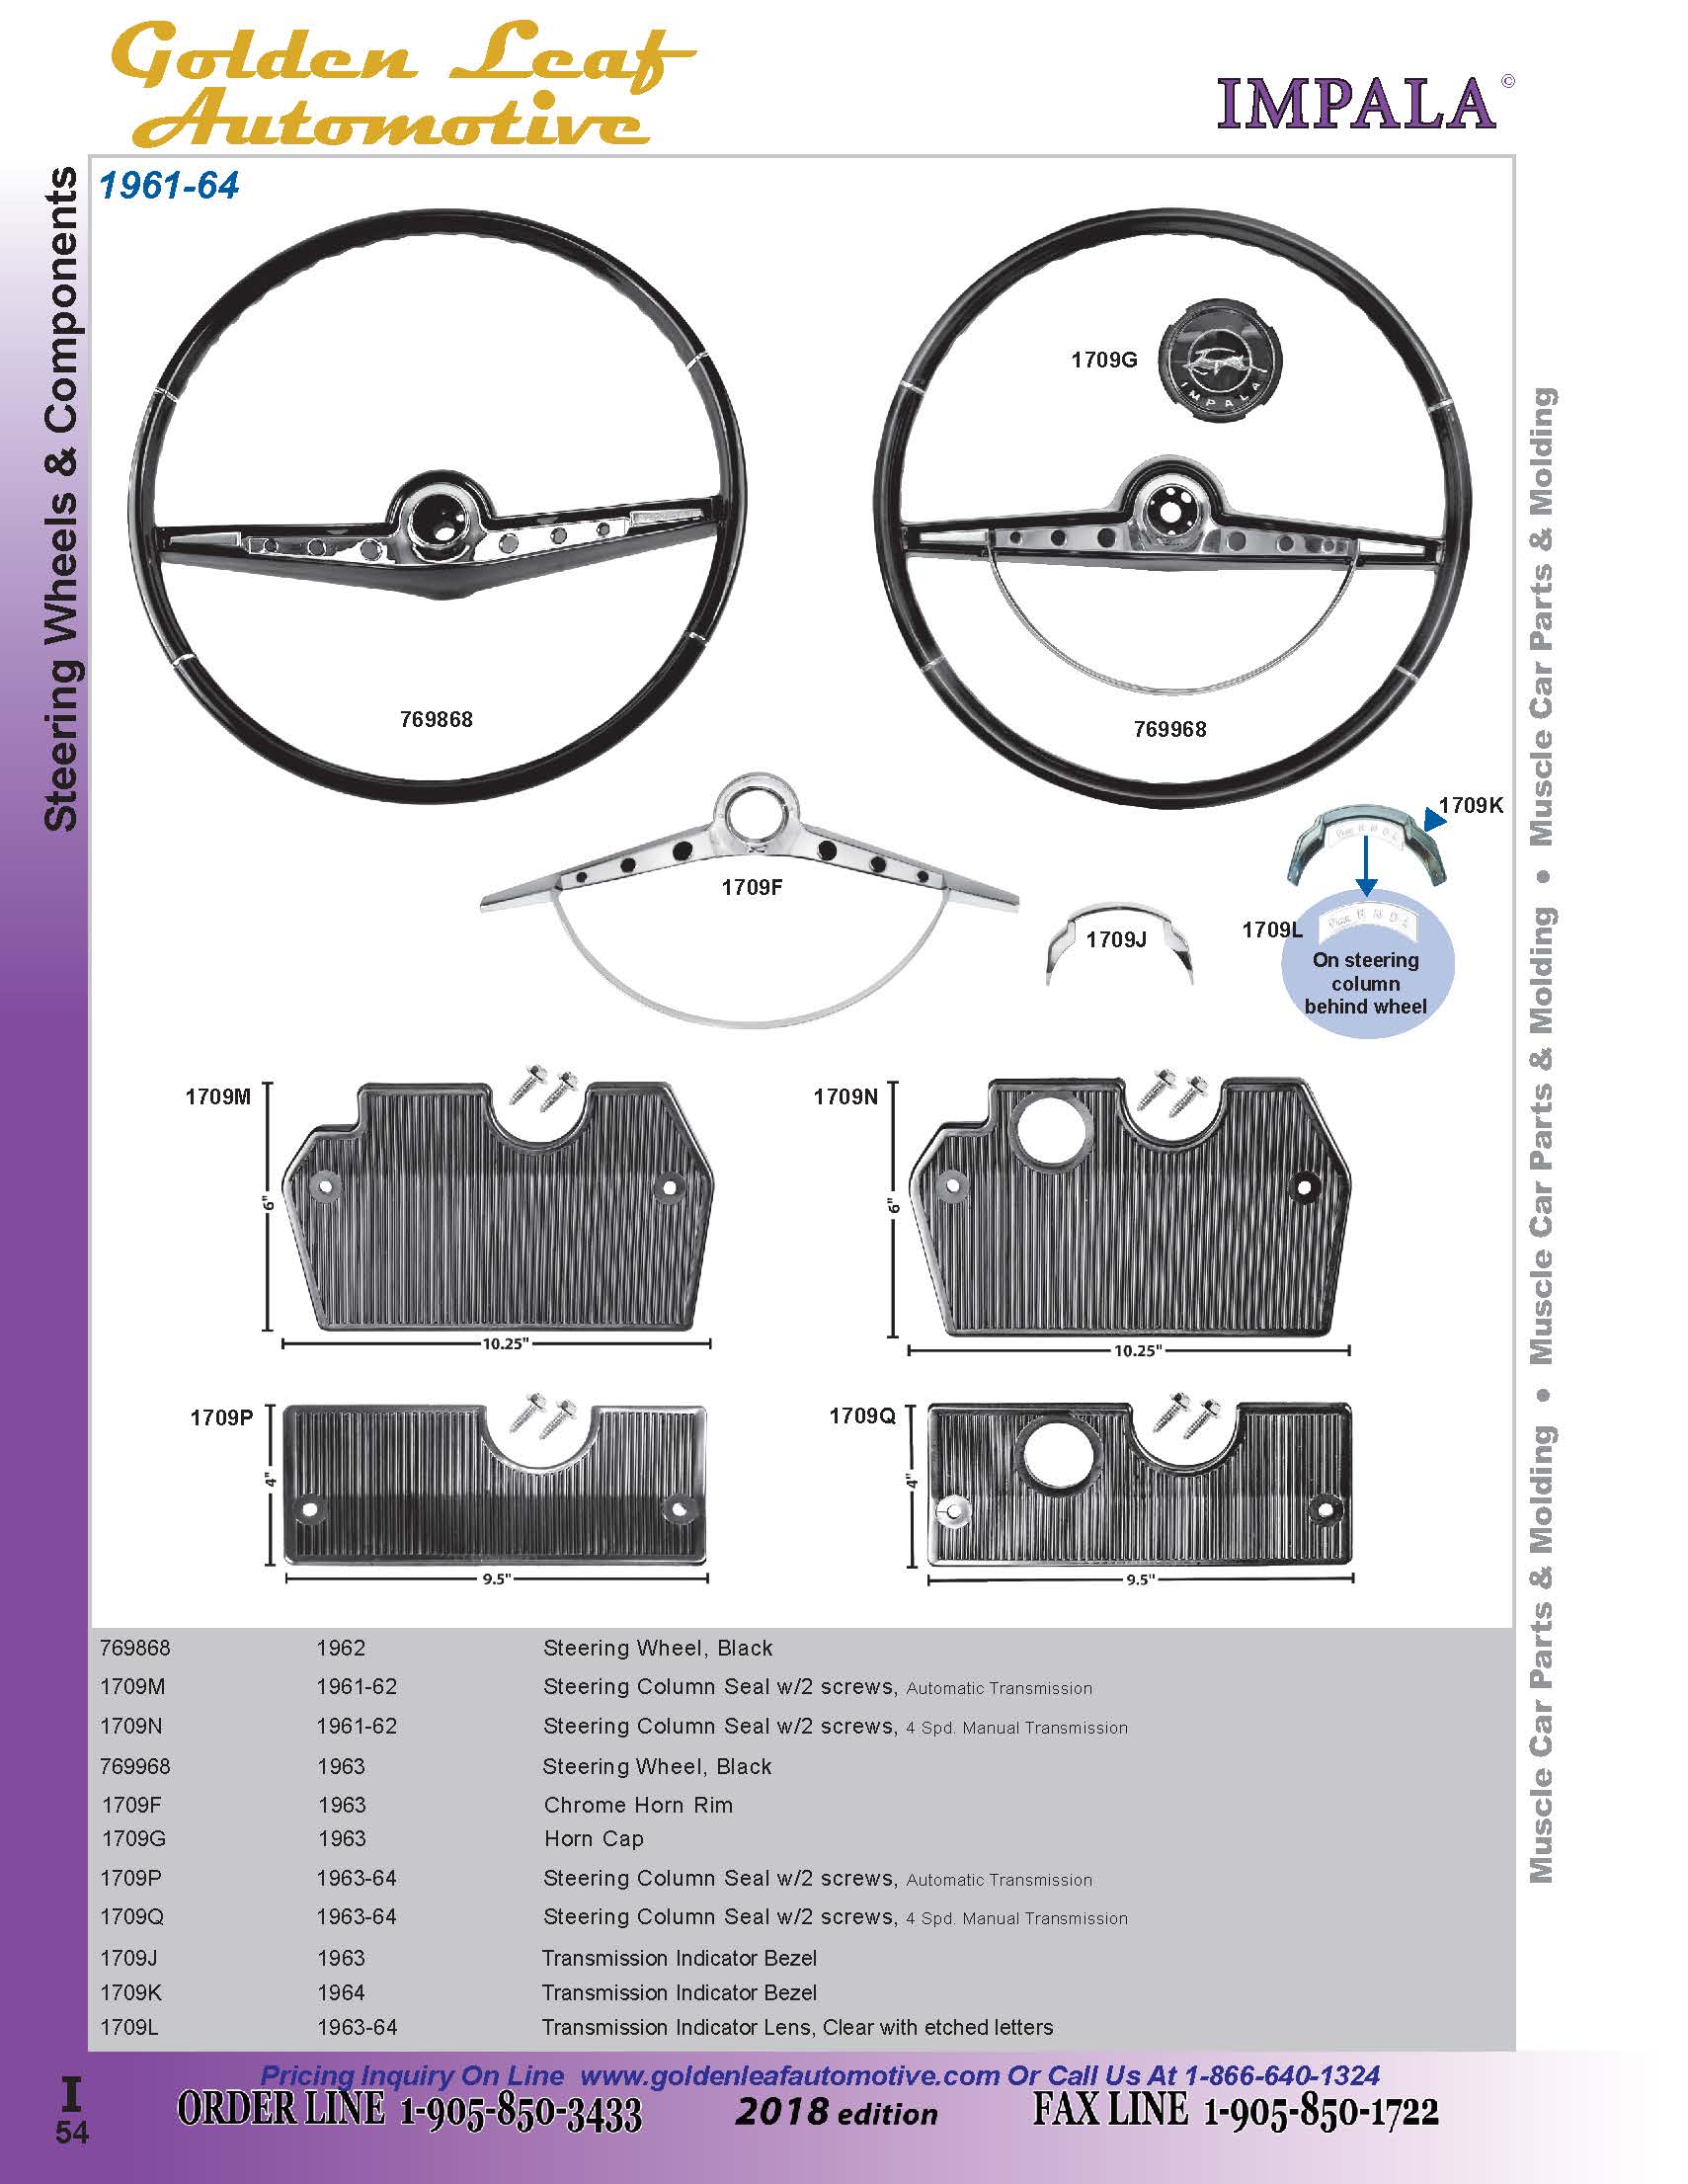 Golden Leaf
Automotive
IMPALA©
Steering Wheels & Components
1961-64
1709G
IMPALA
769868
769968
1709K
1709F
1709J
1709L
On steering
column
behind wheel
1709M
6"
10.25"
1709N
6"
10.25"
1709P
4"
9.5"
1709Q
4"
9.5"
769868 1962 Steering Wheel, Black
1709M 1961-62 Steering Column Seal w/2 screws, Automatic Transmission
1709N 1961-62 Steering Column Seal w/2 screws, 4 Spd. Manual Transmission
769968 1963 Steering Wheel, Black
1709F 1963 Chrome Horn Rim
1709G 1963 Horn Cap
1709P 1963-64 Steering Column Seal w/2 screws, Automatic Transmission
1709Q 1963-64 Steering Column Seal w/2 screws, 4 Spd. Manual Transmission
1709J 1963 Transmission Indicator Bezel
1709K 1964 Transmission Indicator Bezel
1709L 1963-64 Transmission Indicator Lens, Clear with etched letters
Muscle Car Parts & Molding • Muscle Car Parts & Molding • Muscle Car Parts & Molding
Pricing Inquiry On Line www.goldenleafautomotive.com Or Call Us At 1-866-640-1324
ORDER LINE 1-905-850-3433 2018 edition FAX LINE 1-905-850-1722
I
54